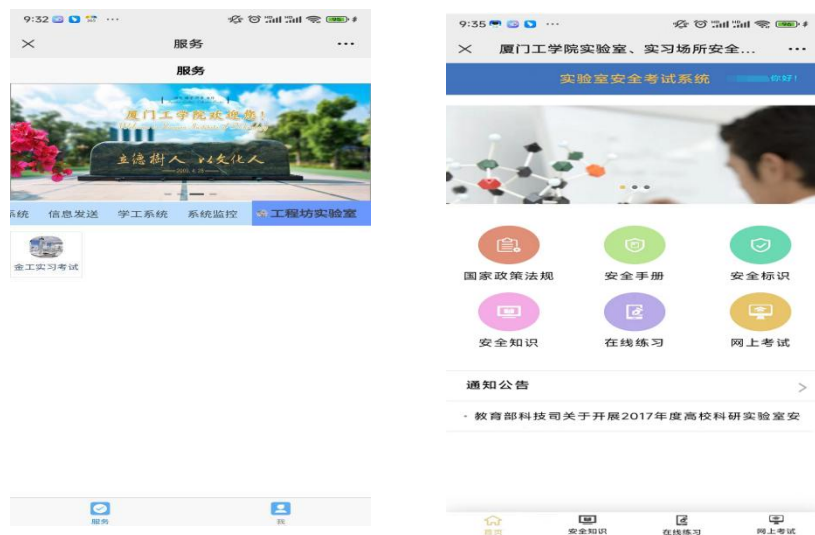 9:32
服务
服务
厦门工学院欢迎您!
立德樹人 以文化人
系统 信息发送 学工系统 系统监控 工程坊实验室
金工实习考试
服务 我
9:35
厦门工学院实验室、实习场所安全...
实验室安全考试系统 你好!
国家政策法规 安全手册 安全标识
安全知识 在线练习 网上考试
通知公告
· 教育部科技司关于开展2017年度高校科研实验室安
首页 安全知识 在线练习 网上考试